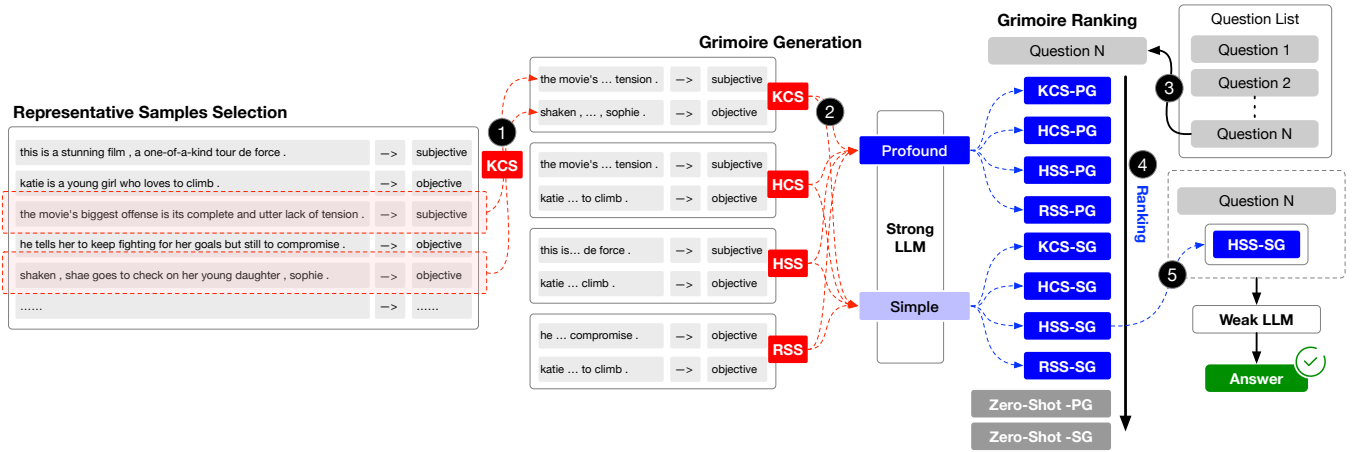 Representative Samples Selection
this is a stunning film , a one-of-a-kind tour de force . —> subjective
katie is a young girl who loves to climb . —> objective
the movie's biggest offense is its complete and utter lack of tension . —> subjective
he tells her to keep fighting for her goals but still to compromise . —> objective
shaken , shae goes to check on her young daughter , sophie . —> objective
...... —> ......
1
KCS
Grimoire Generation
the movie's ... tension . —> subjective
shaken , ... , sophie . —> objective
KCS
the movie's ... tension . —> subjective
katie ... to climb . —> objective
HCS
this is... de force . —> subjective
katie ... climb . —> objective
HSS
he ... compromise . —> objective
katie ... to climb . —> objective
RSS
2
Profound
Strong
LLM
Simple
Grimoire Ranking
Question N
KCS-PG
HCS-PG
HSS-PG
RSS-PG
KCS-SG
HCS-SG
HSS-SG
RSS-SG
Zero-Shot -PG
Zero-Shot -SG
4
Ranking
3
Question List
Question 1
Question 2
Question N
5
Question N
HSS-SG
Weak LLM
Answer